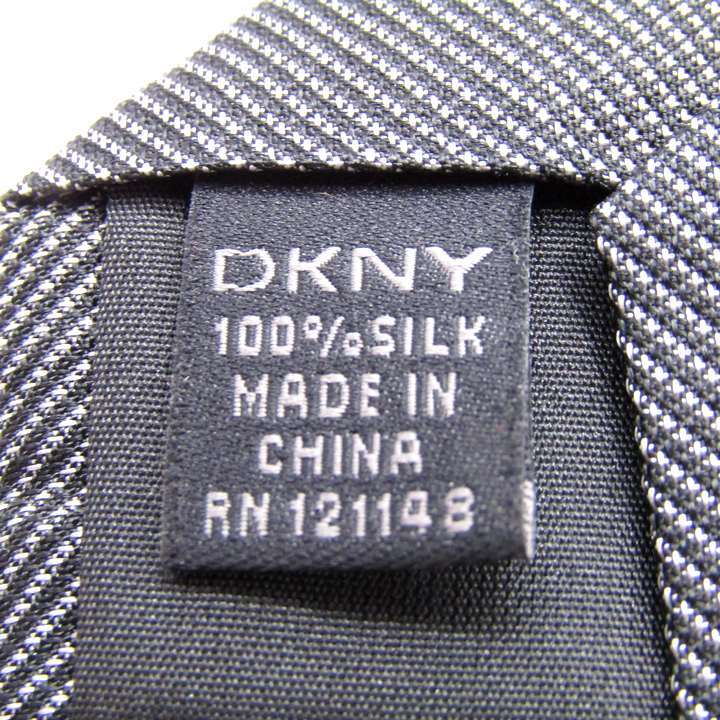 DKNY
100%SILK
MADE IN
CHINA
RN 121148